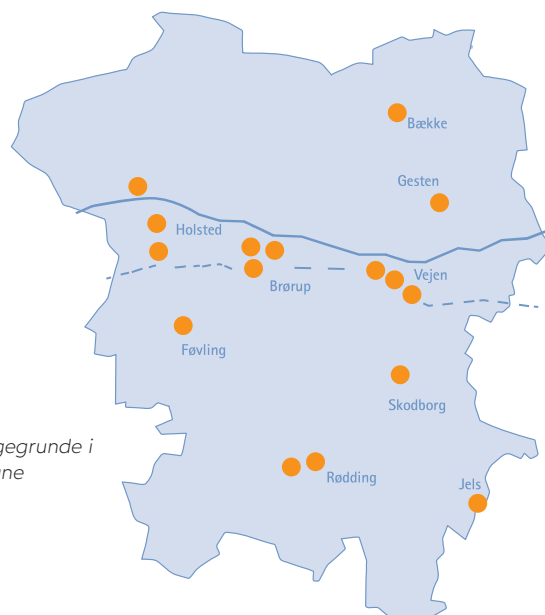 Bække
Gesten
Holsted
Vejen
Brørup
Føvling
Skodborg
gegrunde i
ne
Rødding
Jels